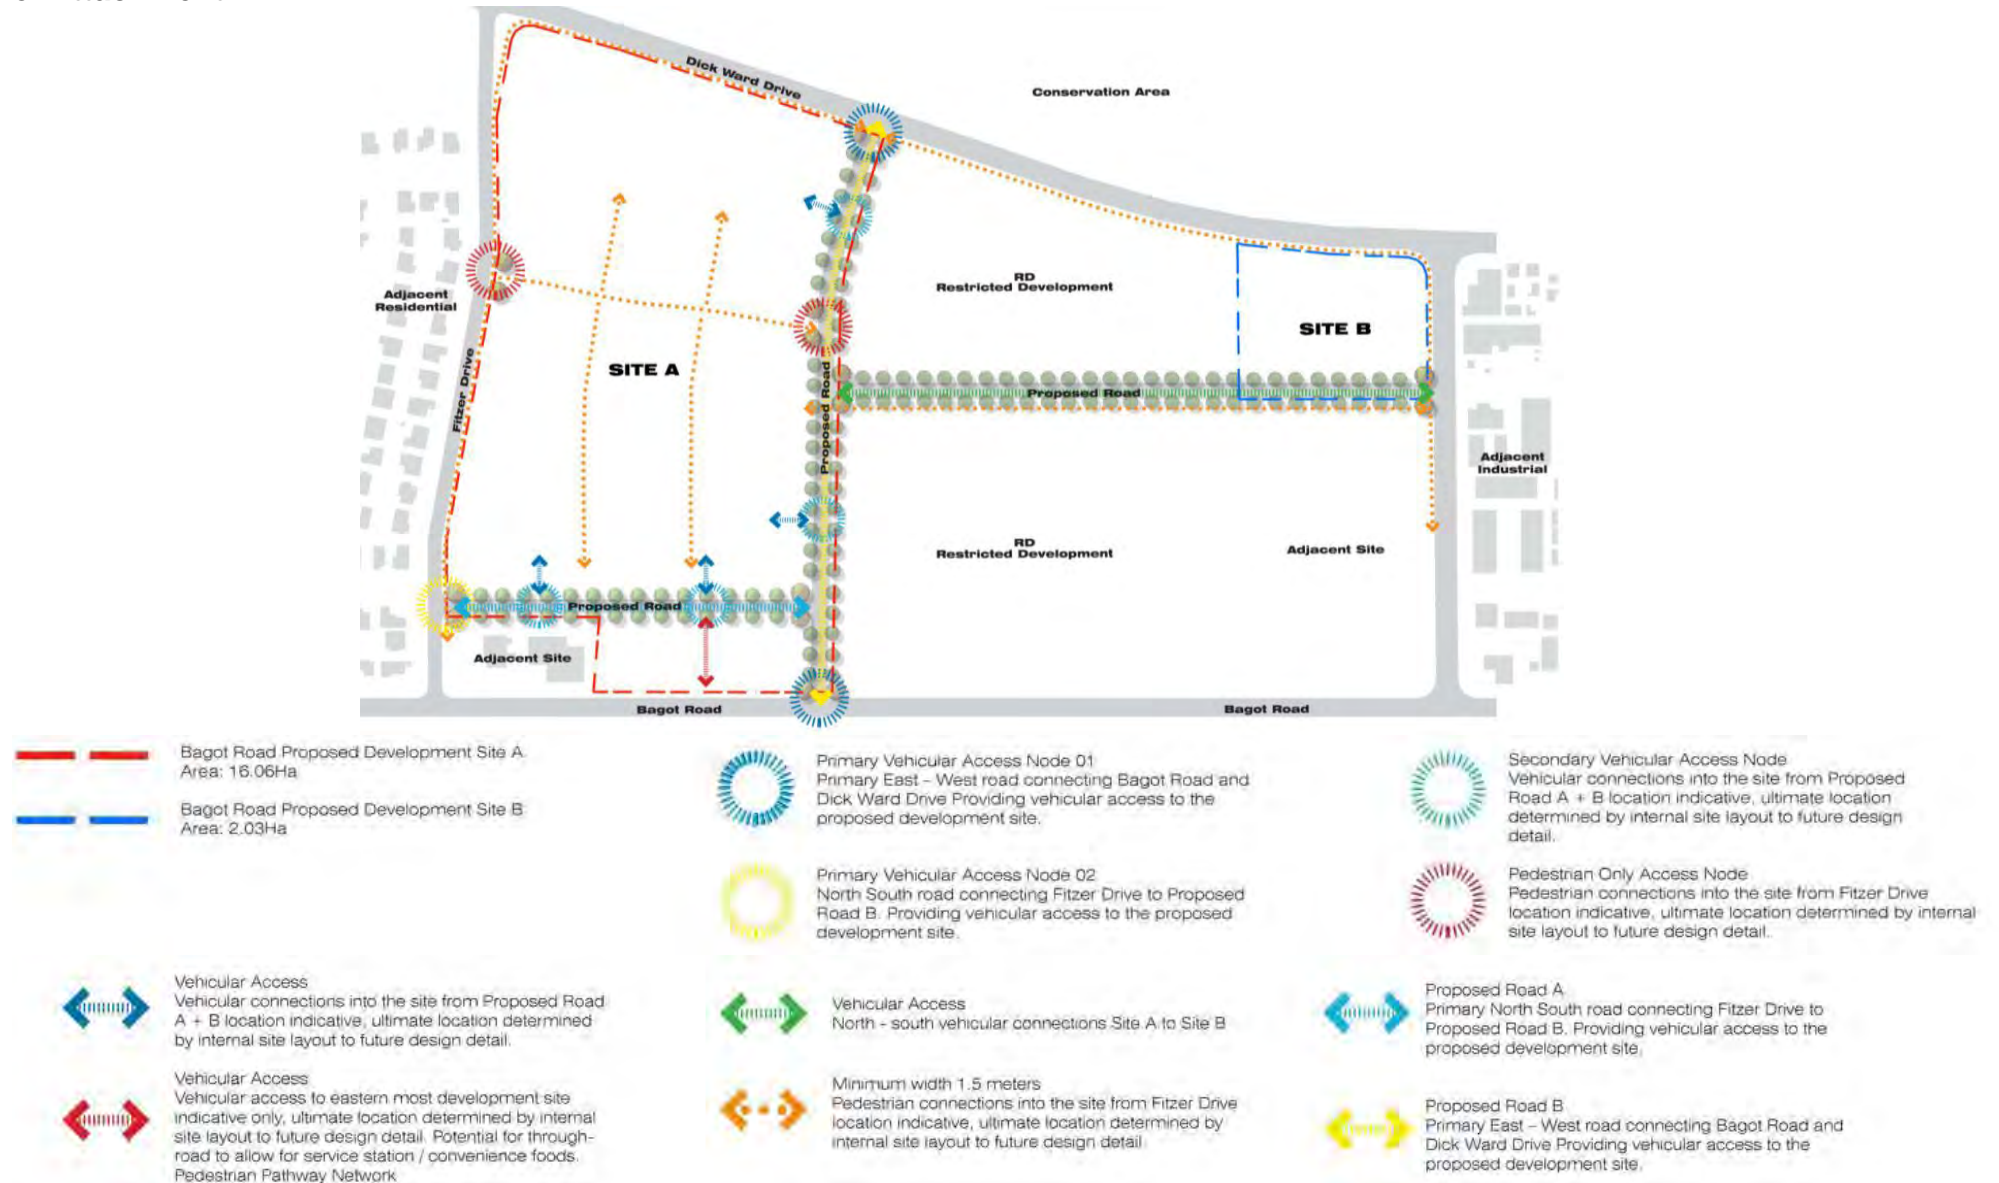 Dick Ward Drive
Conservation Area
Adjacent
Residential
RD
Restricted Development
SITE B
SITE A
Fitzer Drive
Proposed Road
Proposed Road
Adjacent
Industrial
RD
Restricted Development
Adjacent Site
Proposed Road
Adjacent Site
Bagot Road
Bagot Road
Bagot Road Proposed Development Site A
Area: 16.06Ha
Bagot Road Proposed Development Site B
Area: 2.03Ha
Primary Vehicular Access Node 01
Primary East - West road connecting Bagot Road and
Dick Ward Drive Providing vehicular access to the
proposed development site.
Primary Vehicular Access Node 02
North South road connecting Fitzer Drive to Proposed
Road B. Providing vehicular access to the proposed
development site.
Secondary Vehicular Access Node
Vehicular connections into the site from Proposed
Road A + B location indicative, ultimate location
determined by internal site layout to future design
detail.
Pedestrian Only Access Node
Pedestrian connections into the site from Fitzer Drive
location indicative, ultimate location determined by internal
site layout to future design detail.
Vehicular Access
Vehicular connections into the site from Proposed Road
A + B location indicative, ultimate location determined
by internal site layout to future design detail.
Vehicular Access
Vehicular access to eastern most development site
indicative only, ultimate location determined by internal
site layout to future design detail. Potential for through-
road to allow for service station / convenience foods.
Pedestrian Pathway Network
Vehicular Access
North - south vehicular connections Site A to Site B
Minimum width 1.5 meters
Pedestrian connections into the site from Fitzer Drive
location indicative, ultimate location determined by
internal site layout to future design detail
Proposed Road A
Primary North South road connecting Fitzer Drive to
Proposed Road B. Providing vehicular access to the
proposed development site.
Proposed Road B
Primary East - West road connecting Bagot Road and
Dick Ward Drive Providing vehicular access to the
proposed development site.